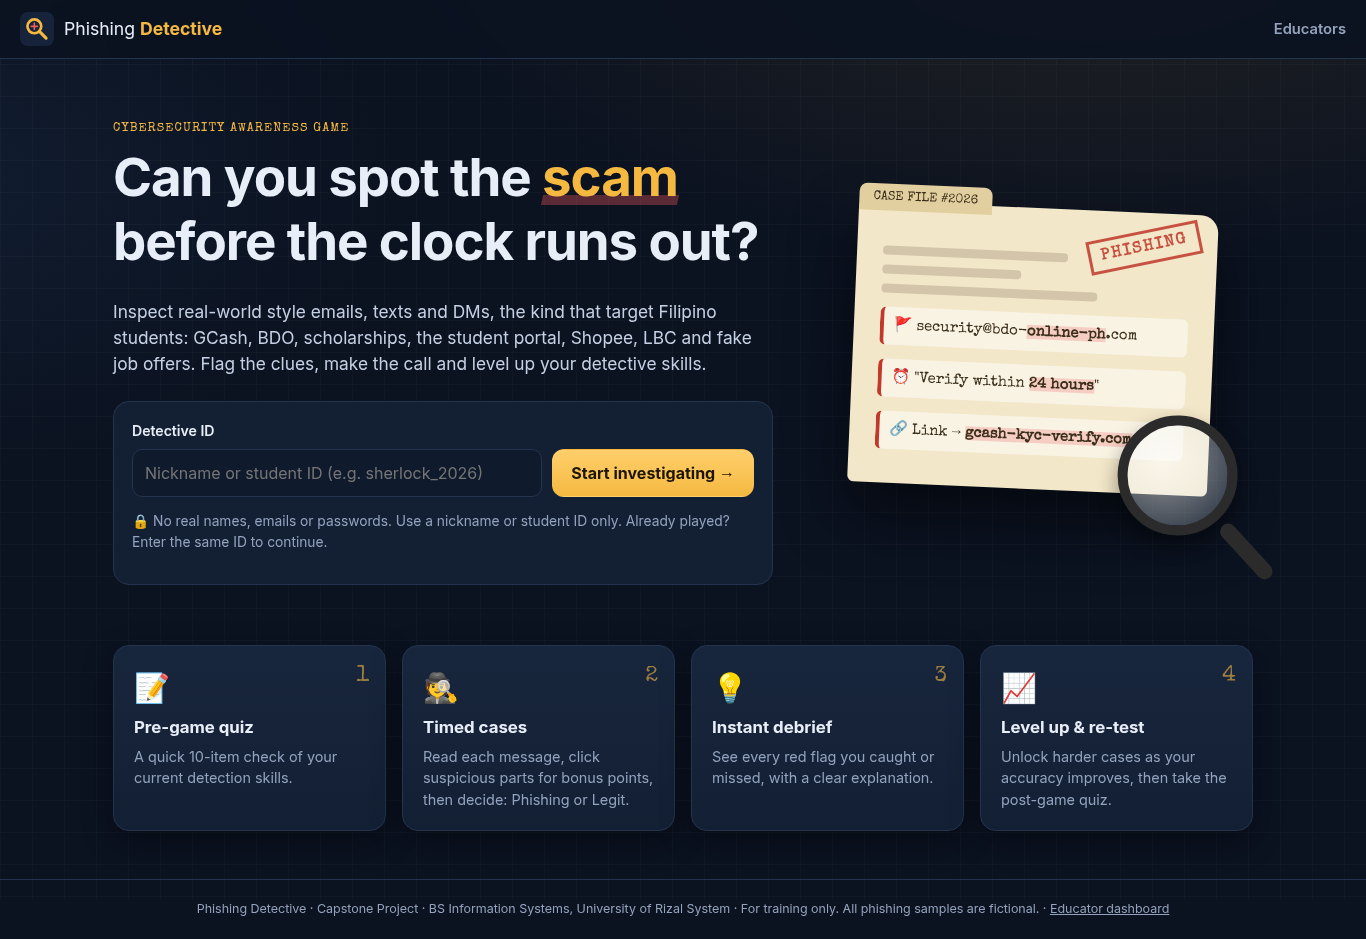 Phishing Detective
Educators
CYBERSECURITY AWARENESS GAME
Can you spot the scam
before the clock runs out?
Inspect real-world style emails, texts and DMs, the kind that target Filipino
students: GCash, BDO, scholarships, the student portal, Shopee, LBC and fake
job offers. Flag the clues, make the call and level up your detective skills.
Detective ID
Nickname or student ID (e.g. sherlock_2026)
Start investigating →
🔒 No real names, emails or passwords. Use a nickname or student ID only. Already played?
Enter the same ID to continue.
CASE FILE #2026
PHISHING
🚩 security@bdo-online-ph.com
⏰ "Verify within 24 hours"
🔗 Link → gcash-kyc-verify.com
1
Pre-game quiz
A quick 10-item check of your
current detection skills.
2
Timed cases
Read each message, click
suspicious parts for bonus points,
then decide: Phishing or Legit.
3
Instant debrief
See every red flag you caught or
missed, with a clear explanation.
4
Level up & re-test
Unlock harder cases as your
accuracy improves, then take the
post-game quiz.
Phishing Detective · Capstone Project · BS Information Systems, University of Rizal System · For training only. All phishing samples are fictional. · Educator dashboard